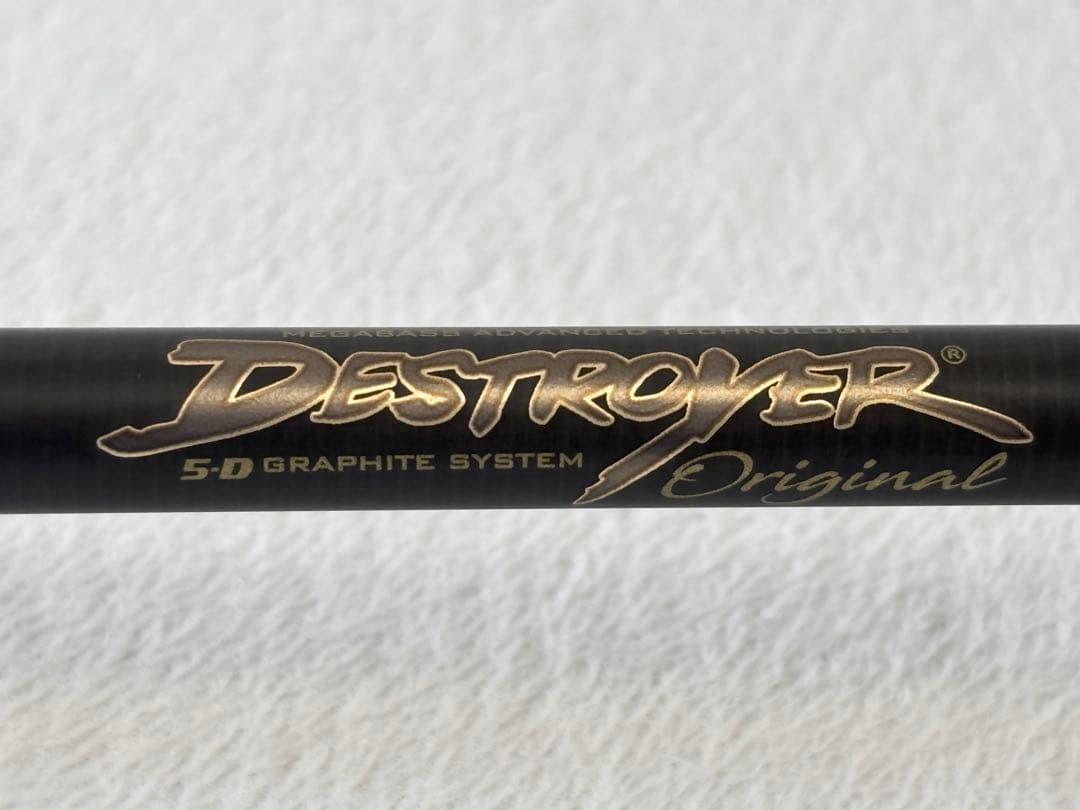 MEGABASS ADVANCED TECHNOLOGIES
DESTROYER®
5-D GRAPHITE SYSTEM
Original